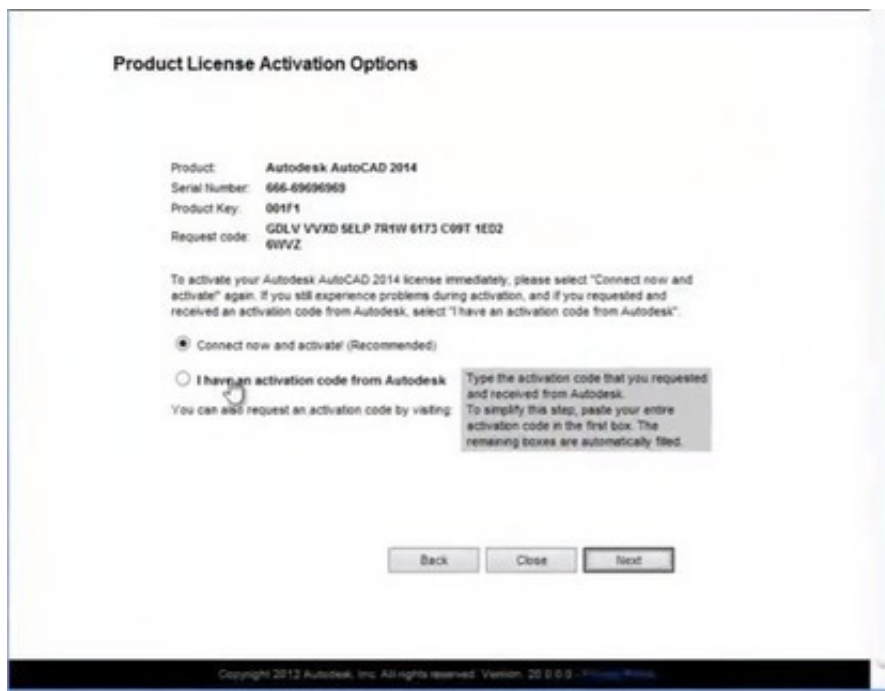 Product License Activation Options
Product: Autodesk AutoCAD 2014
Serial Number: 666-69696969
Product Key: 001F1
Request code: GDLV VVXD 5ELP 7R1W 6173 C09T 1ED2
6WVZ
To activate your Autodesk AutoCAD 2014 license immediately, please select "Connect now and
activate!" again. If you still experience problems during activation, and if you requested and
received an activation code from Autodesk, select "I have an activation code from Autodesk".
Connect now and activate! (Recommended)
I have an activation code from Autodesk
You can also request an activation code by visiting:
Type the activation code that you requested
and received from Autodesk.
To simplify this step, paste your entire
activation code in the first box. The
remaining boxes are automatically filled.
Back Close Next
Copyright 2013 Autodesk, Inc. All rights reserved. Version: 20.0.0.0 - Privacy Policy